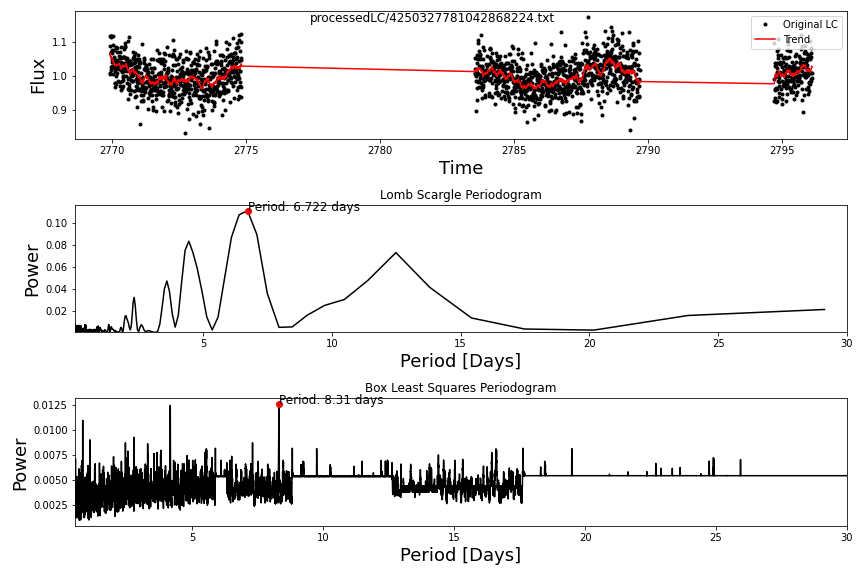 processedLC/4250327781042868224.txt
Original LC
Trend
Flux
1.1
1.0
0.9
2770 2775 2780 2785 2790 2795
Time
Lomb Scargle Periodogram
Period: 6.722 days
Power
0.10
0.08
0.06
0.04
0.02
5 10 15 20 25 30
Period [Days]
Box Least Squares Periodogram
Period: 8.31 days
Power
0.0125
0.0100
0.0075
0.0050
0.0025
5 10 15 20 25 30
Period [Days]